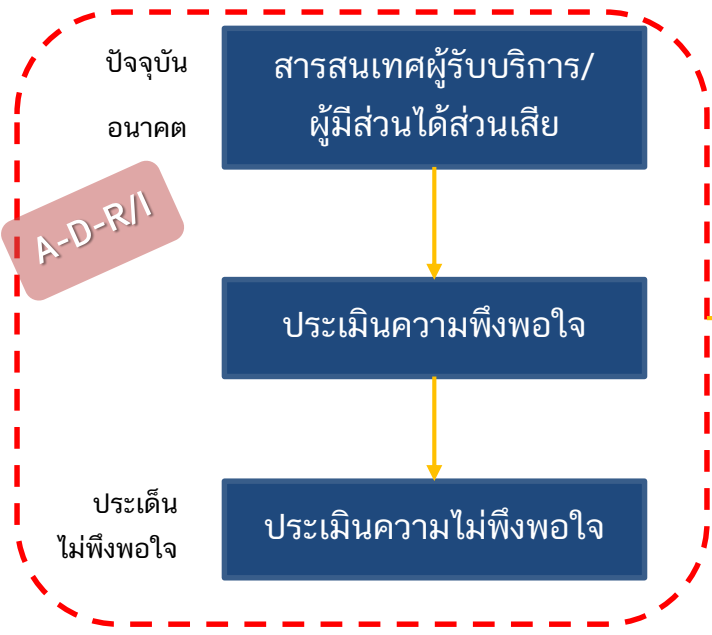 ปัจจุบัน
อนาคต
สารสนเทศผู้รับบริการ/
ผู้มีส่วนได้ส่วนเสีย
A-D-R/I
ประเมินความพึงพอใจ
ประเด็น
ไม่พึงพอใจ
ประเมินความไม่พึงพอใจ